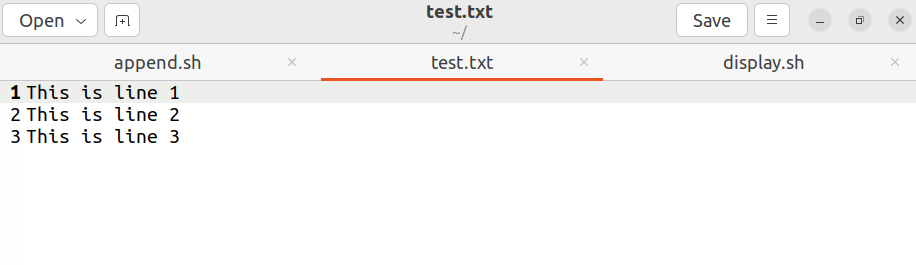 Open
test.txt
~/
Save
append.sh
test.txt
display.sh
1 This is line 1
2 This is line 2
3 This is line 3